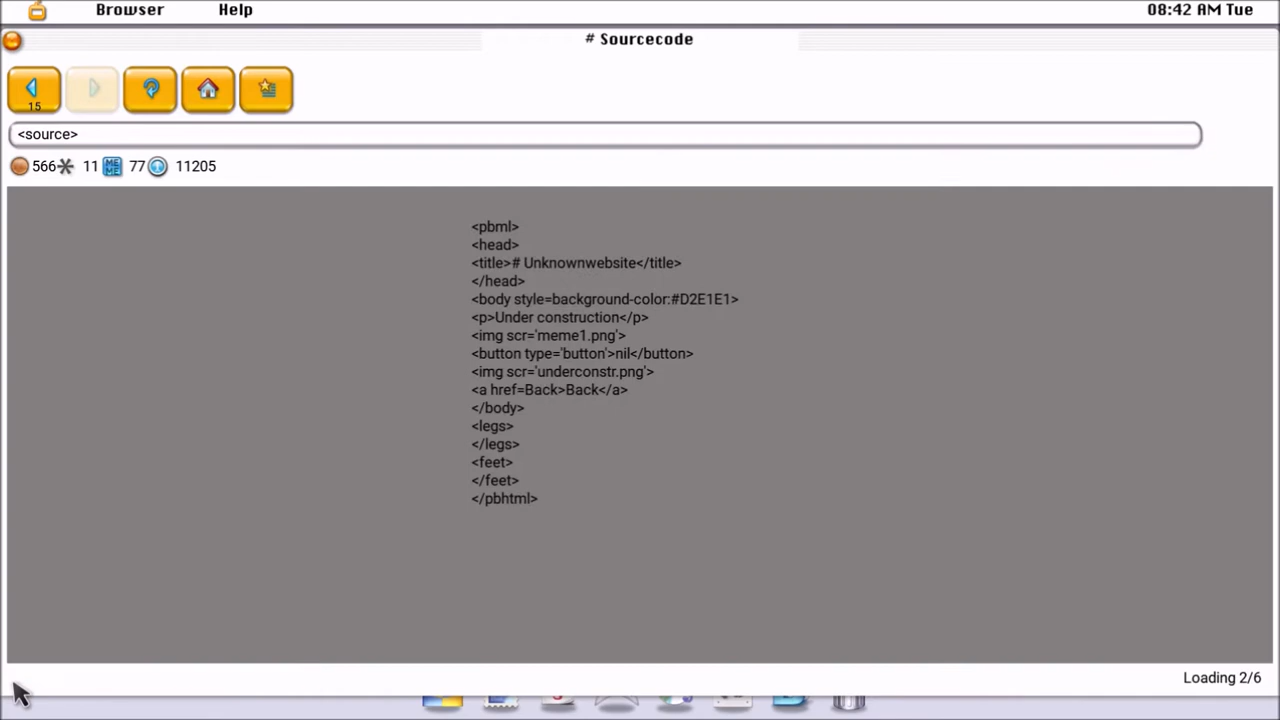 Browser Help 08:42 AM Tue
# Sourcecode
15
<source>
566 11 ME ME 77 11205
<pbml>
<head>
<title># Unknownwebsite</title>
</head>
<body style=background-color:#D2E1E1>
<p>Under construction</p>
<img scr='meme1.png'>
<button type='button'>nil</button>
<img scr='underconstr.png'>
<a href=Back>Back</a>
</body>
<legs>
</legs>
<feet>
</feet>
</pbhtml>
Loading 2/6